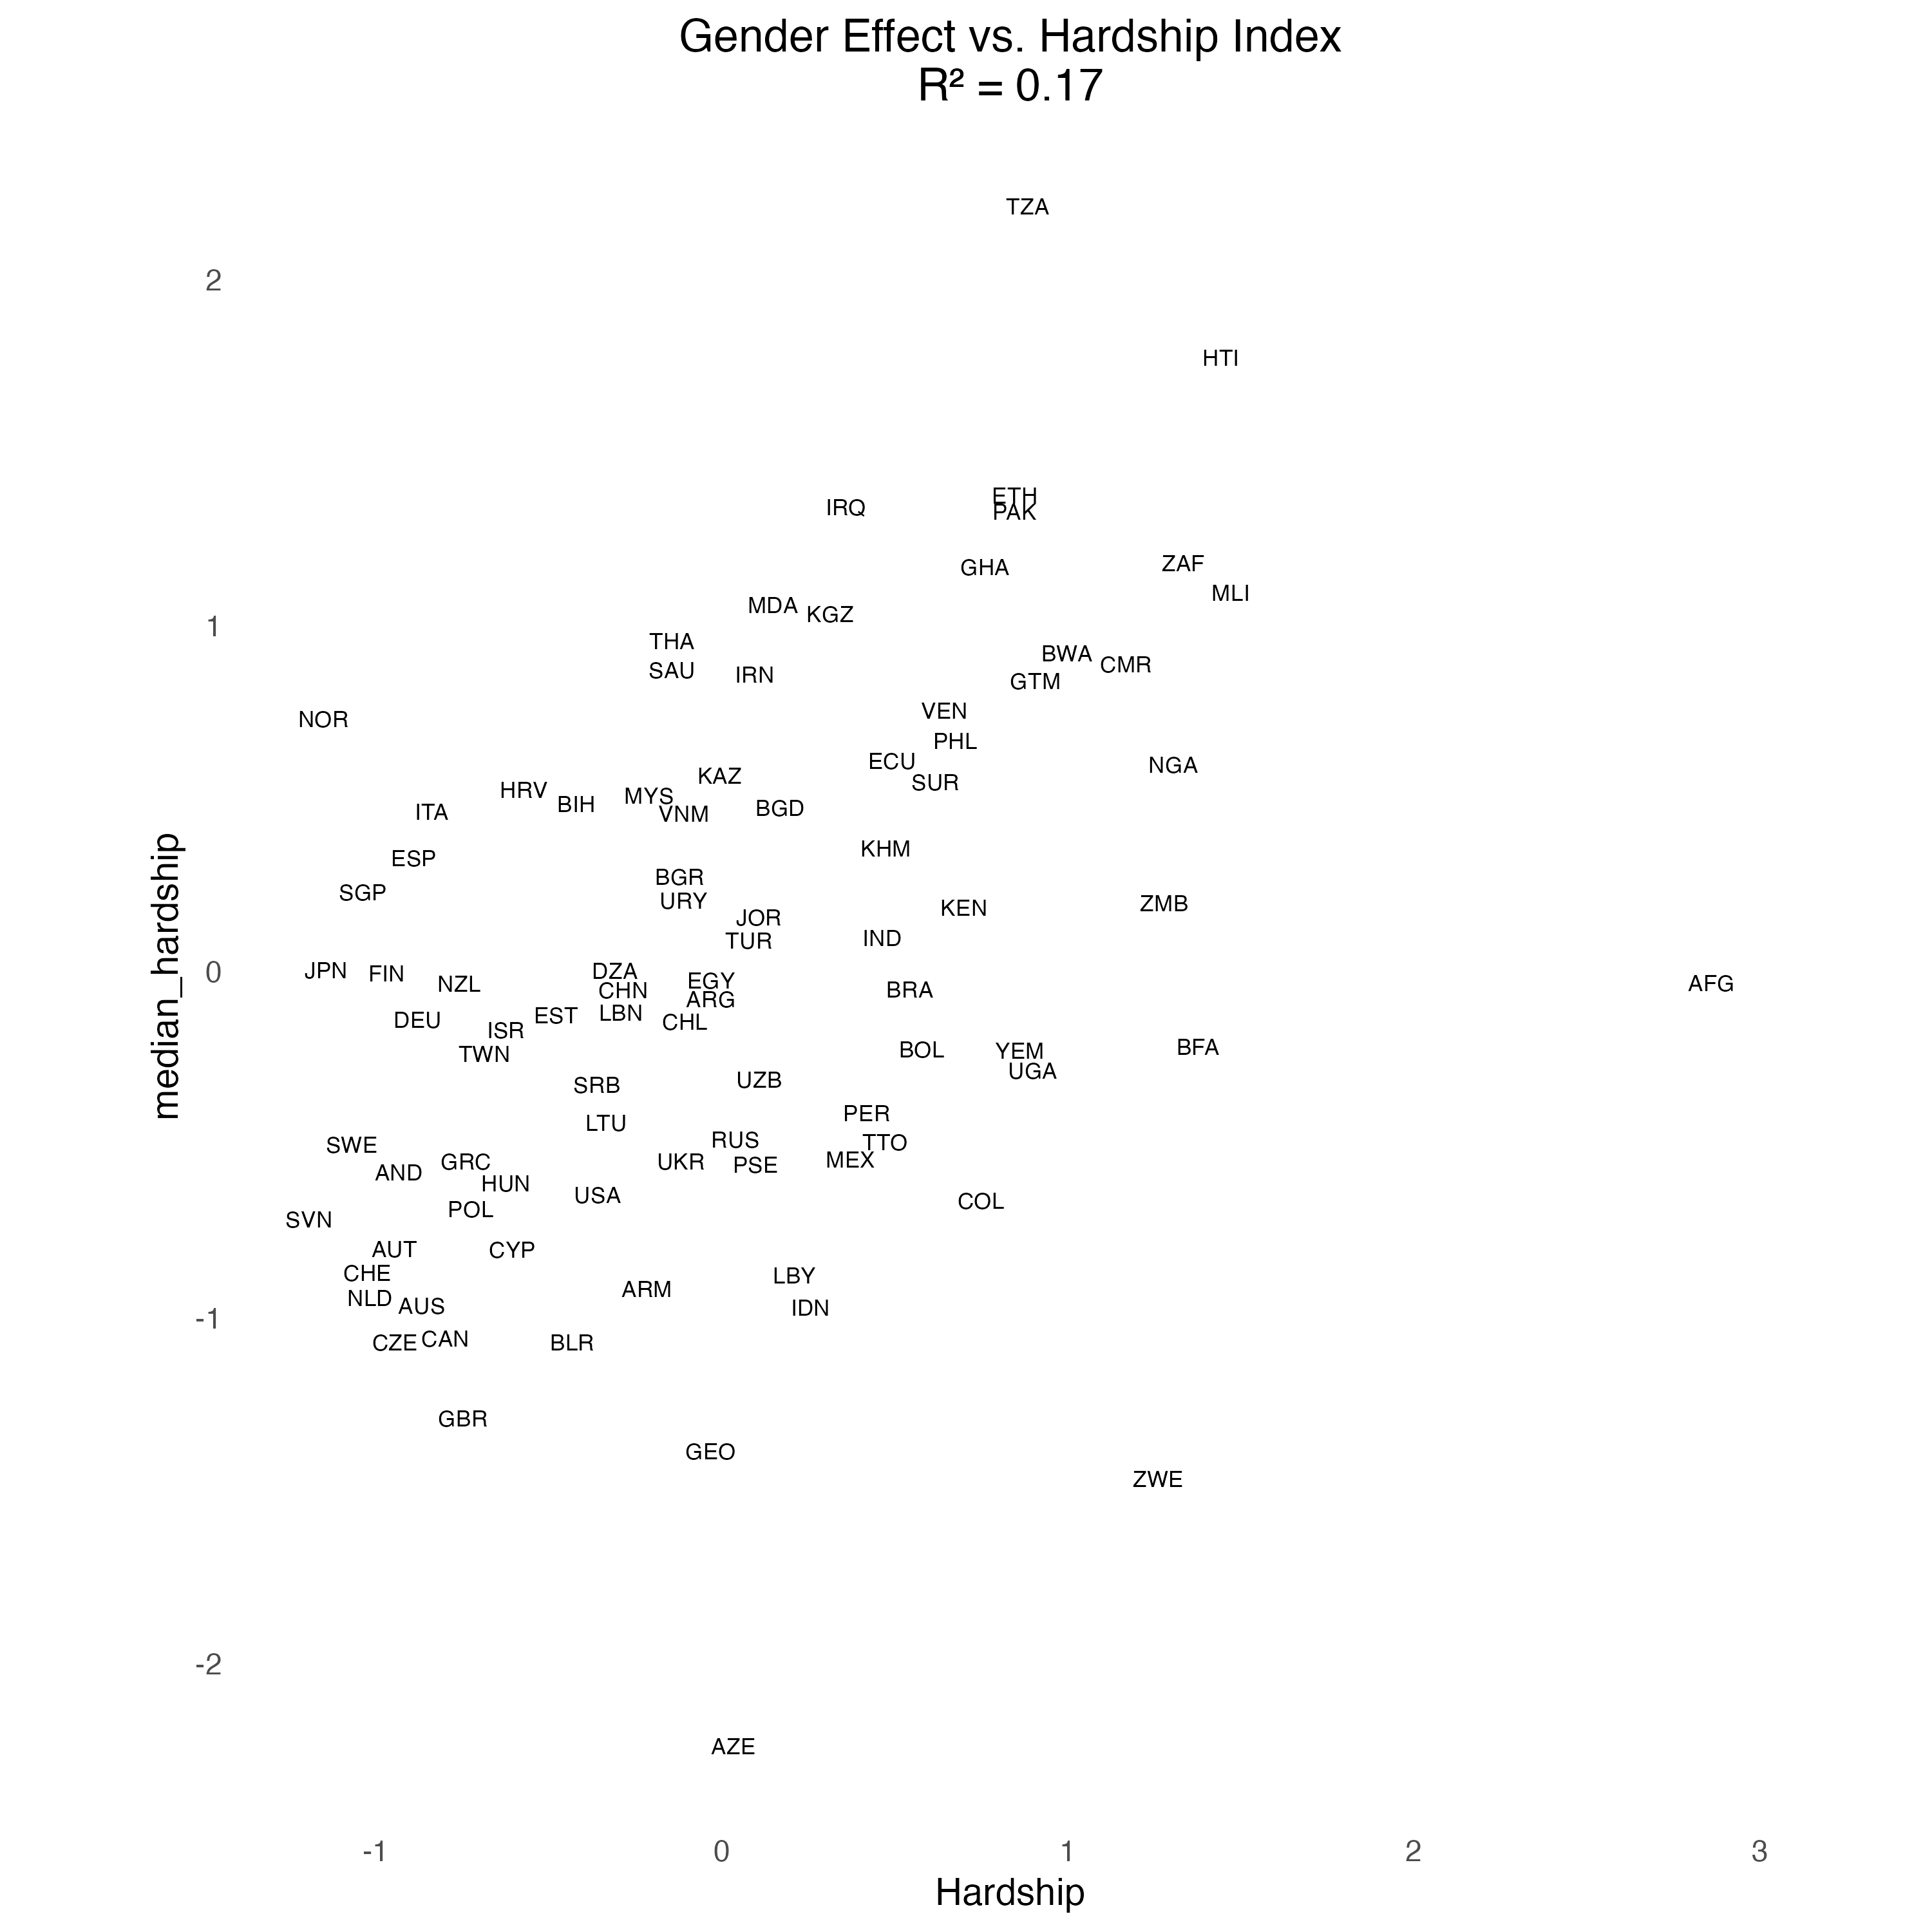 Gender Effect vs. Hardship Index
R² = 0.17
TZA
2
HTI
ETH
IRQ
PAK
ZAF
GHA
MLI
MDA
KGZ
1
THA
BWA
CMR
SAU
IRN
GTM
VEN
NOR
PHL
ECU
NGA
KAZ
SUR
HRV
MYS
BIH
BGD
ITA
VNM
KHM
ESP
BGR
SGP
URY
ZMB
KEN
JOR
IND
TUR
median_hardship
0
JPN
DZA
FIN
EGY
NZL
AFG
CHN
BRA
ARG
LBN
EST
DEU
CHL
ISR
BFA
BOL
YEM
TWN
UGA
UZB
SRB
PER
LTU
RUS
TTO
SWE
MEX
GRC
UKR
PSE
AND
HUN
USA
COL
POL
SVN
AUT
CYP
CHE
LBY
ARM
NLD
AUS
IDN
-1
CAN
CZE
BLR
GBR
GEO
ZWE
-2
AZE
-1 0 1 2 3
Hardship